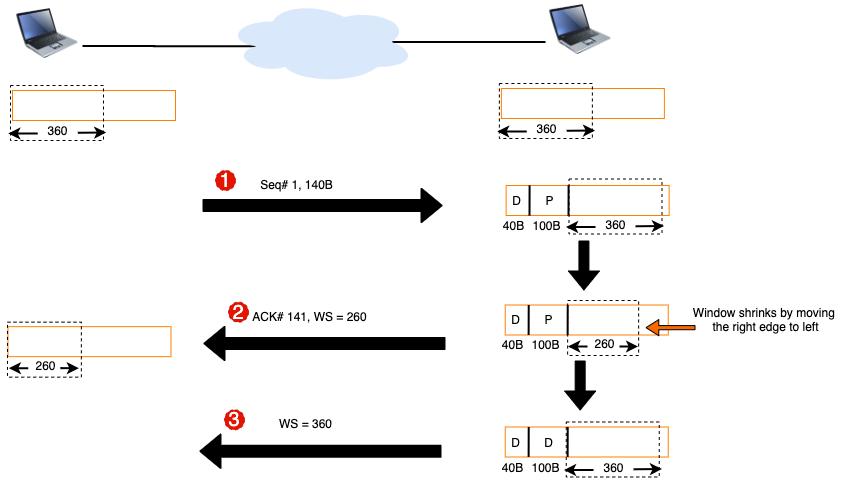 360
360
1
Seq# 1, 140B
D
P
40B
100B
360
2
ACK# 141, WS = 260
D
P
Window shrinks by moving
the right edge to left
260
40B
100B
260
3
WS = 360
D
D
40B
100B
360